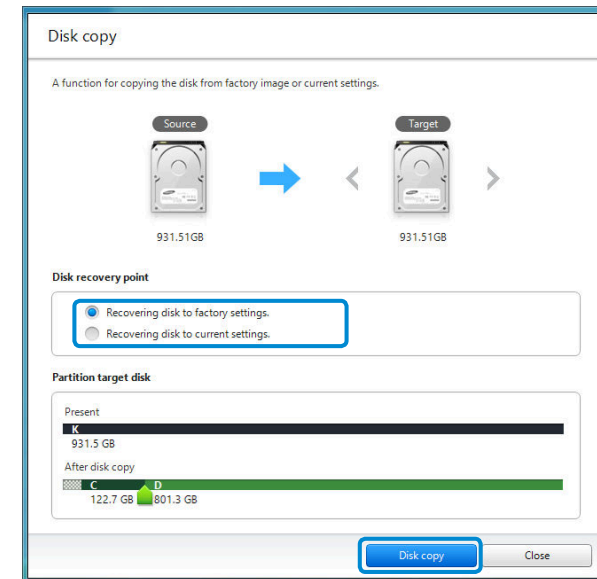 Disk copy
A function for copying the disk from factory image or current settings.
Source
Target
931.51GB
931.51GB
Disk recovery point
Recovering disk to factory settings.
Recovering disk to current settings.
Partition target disk
Present
K
931.5 GB
After disk copy
C D
122.7 GB 801.3 GB
Disk copy Close